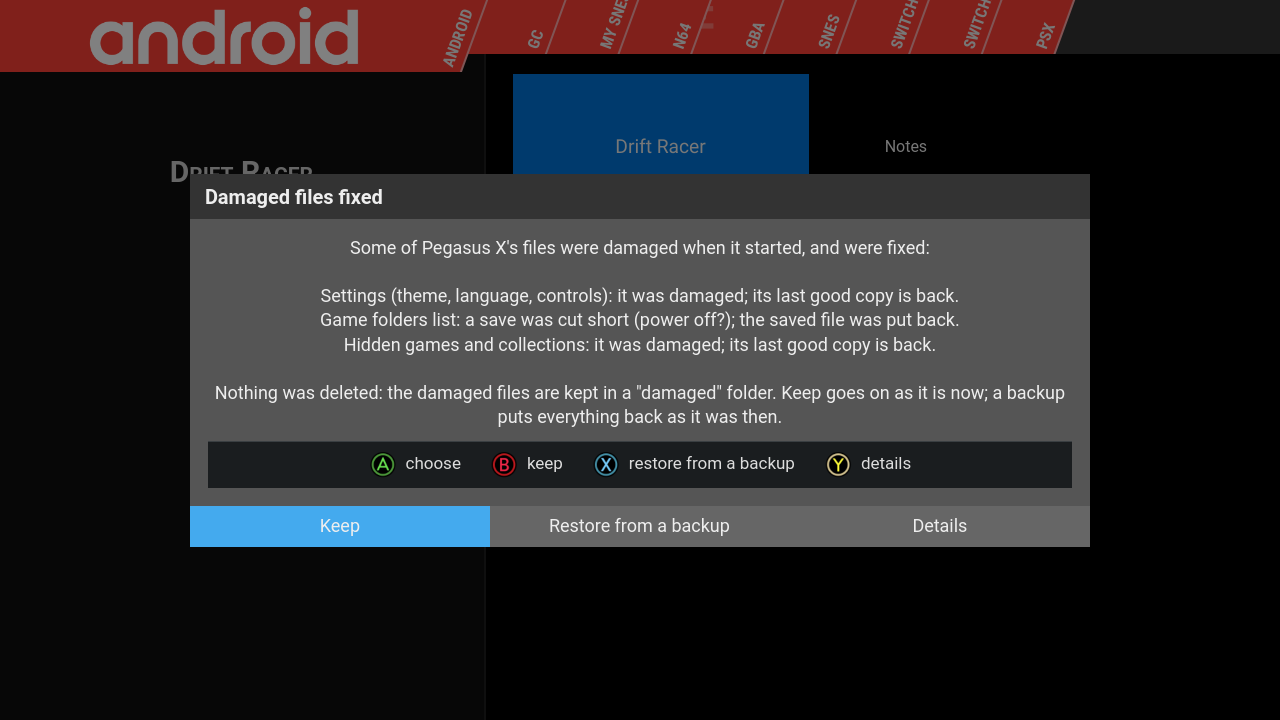 android
ANDROID
GC
MY SNES
N64
GBA
SNES
SWITCH
SWITCH
PSX
Drift Racer
Notes
Drift Racer
Damaged files fixed
Some of Pegasus X's files were damaged when it started, and were fixed:
Settings (theme, language, controls): it was damaged; its last good copy is back.
Game folders list: a save was cut short (power off?); the saved file was put back.
Hidden games and collections: it was damaged; its last good copy is back.
Nothing was deleted: the damaged files are kept in a "damaged" folder. Keep goes on as it is now; a backup
puts everything back as it was then.
A choose B keep X restore from a backup Y details
Keep Restore from a backup Details